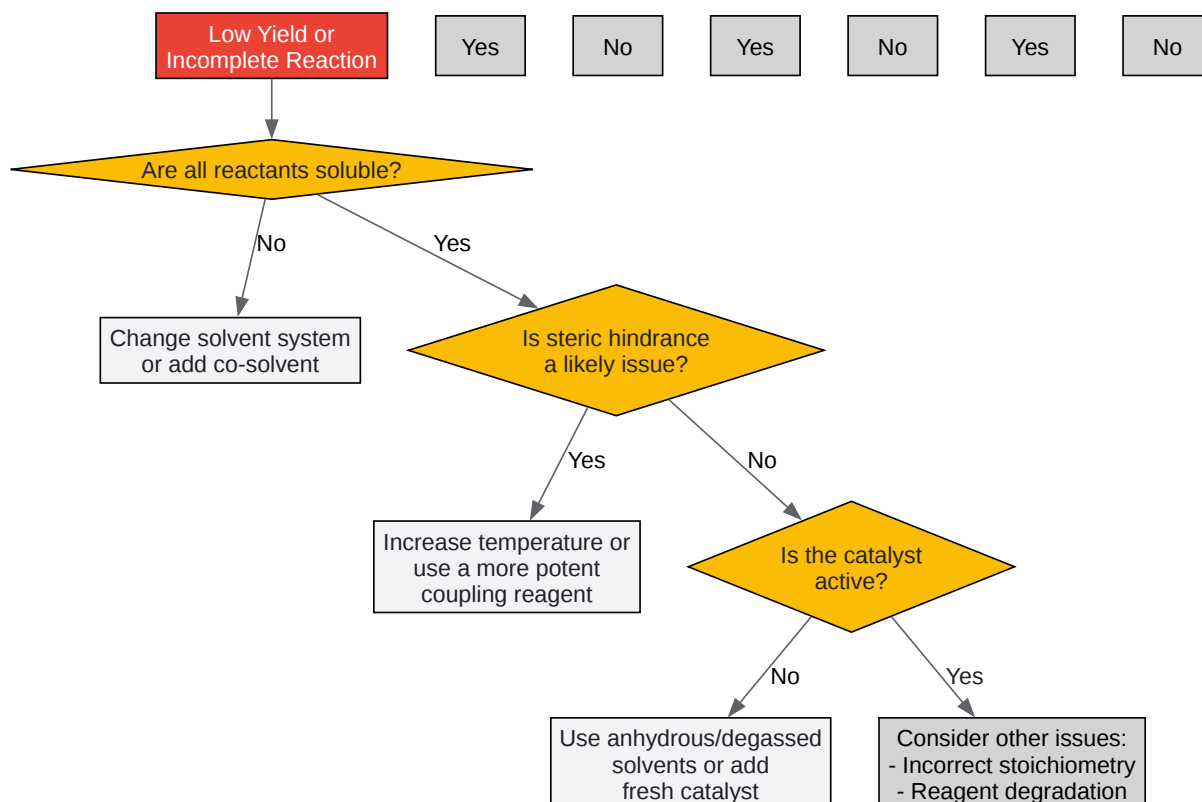 Low Yield or
Incomplete Reaction
Yes
No
Yes
No
Yes
No
Are all reactants soluble?
No
Yes
Change solvent system
or add co-solvent
Is steric hindrance
a likely issue?
Yes
No
Increase temperature or
use a more potent
coupling reagent
Is the catalyst
active?
No
Yes
Use anhydrous/degassed
solvents or add
fresh catalyst
Consider other issues:
- Incorrect stoichiometry
- Reagent degradation